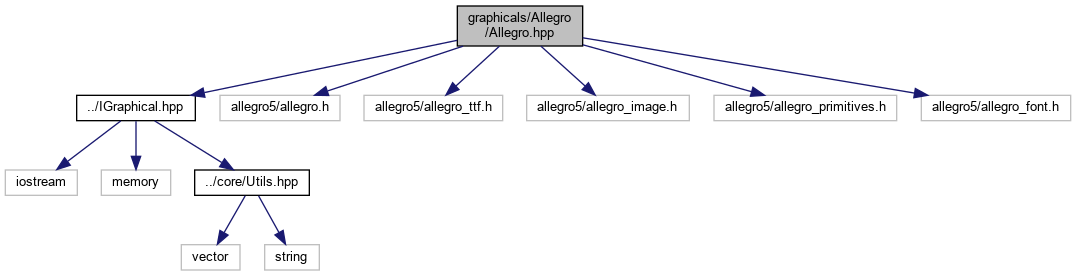 graphicals/Allegro
/Allegro.hpp
../IGraphical.hpp
allegro5/allegro.h
allegro5/allegro_ttf.h
allegro5/allegro_image.h
allegro5/allegro_primitives.h
allegro5/allegro_font.h
iostream
memory
../core/Utils.hpp
vector
string